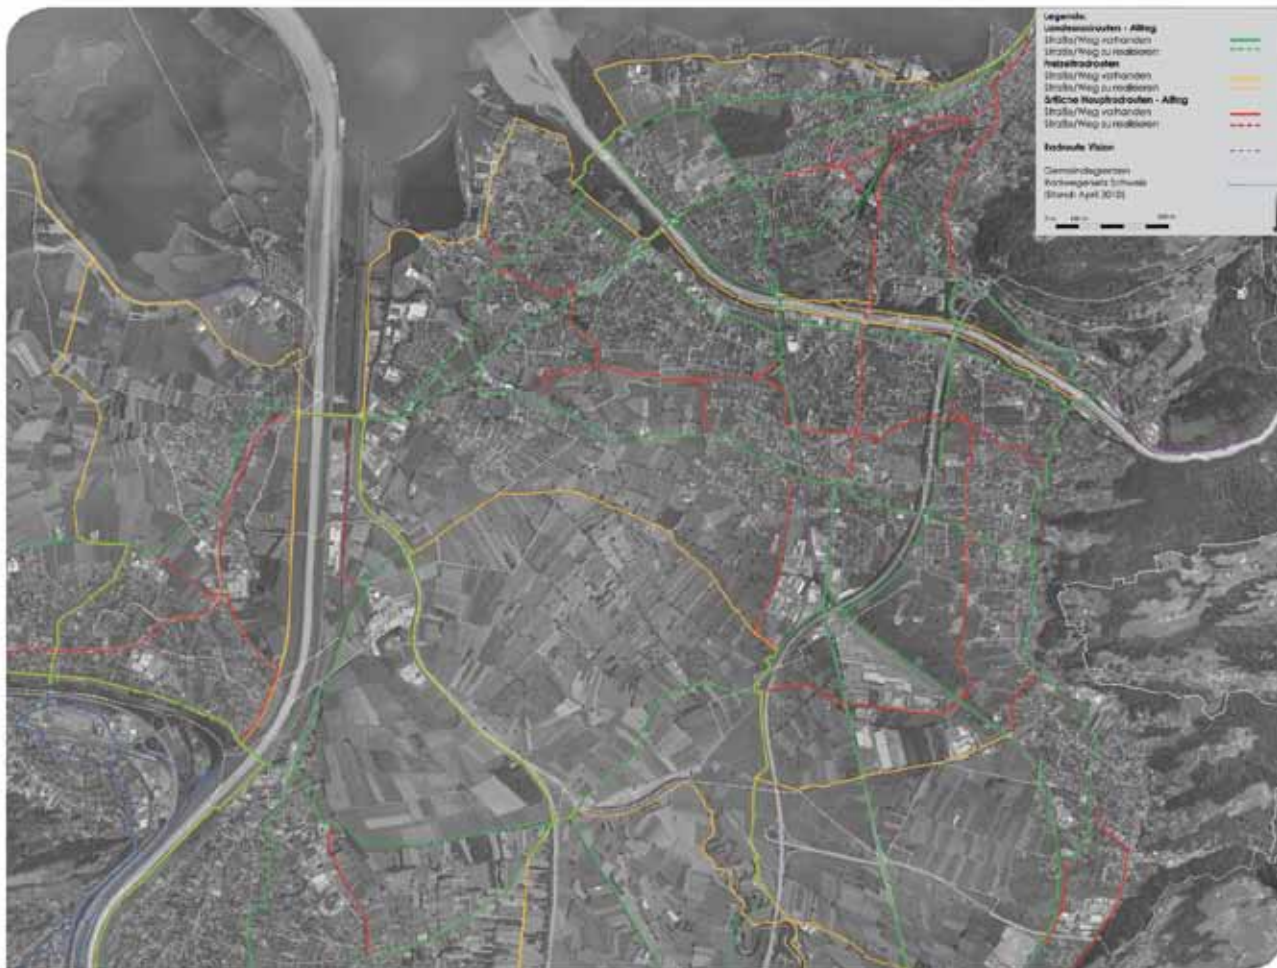 Legende:
Landesradrouten - Alltag
Straße/Weg vorhanden
Straße/Weg zu realisieren
Freizeitradrouten
Straße/Weg vorhanden
Straße/Weg zu realisieren
Örtliche Hauptradrouten - Alltag
Straße/Weg vorhanden
Straße/Weg zu realisieren
Radroute Vision
Gemeindegrenzen
Radwegenetz Schweiz
(Stand: April 2010)